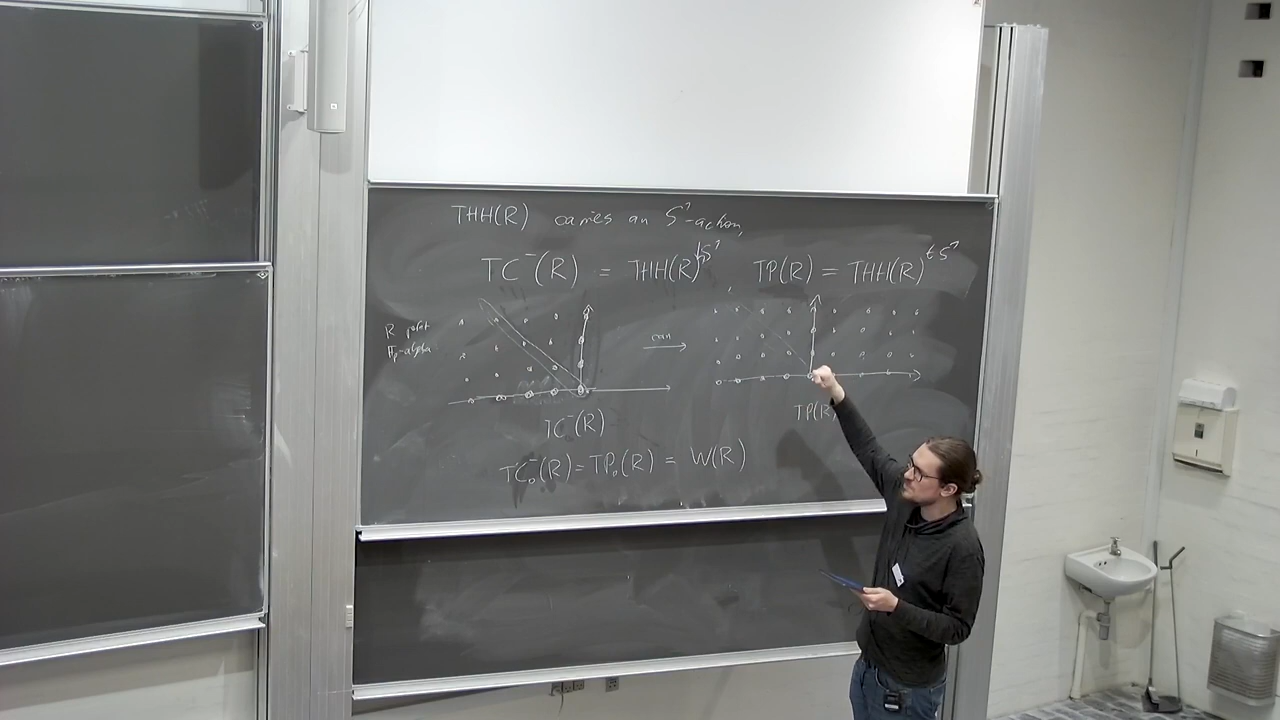 THH(R) carries an S¹-action,
TC⁻(R) = THH(R)^{hS¹}, TP(R) = THH(R)^{tS¹}
R perf.
𝔽ₚ-algebra
can
TC⁻(R)
TP(R)
TC₀⁻(R) = TP₀(R) = W(R)